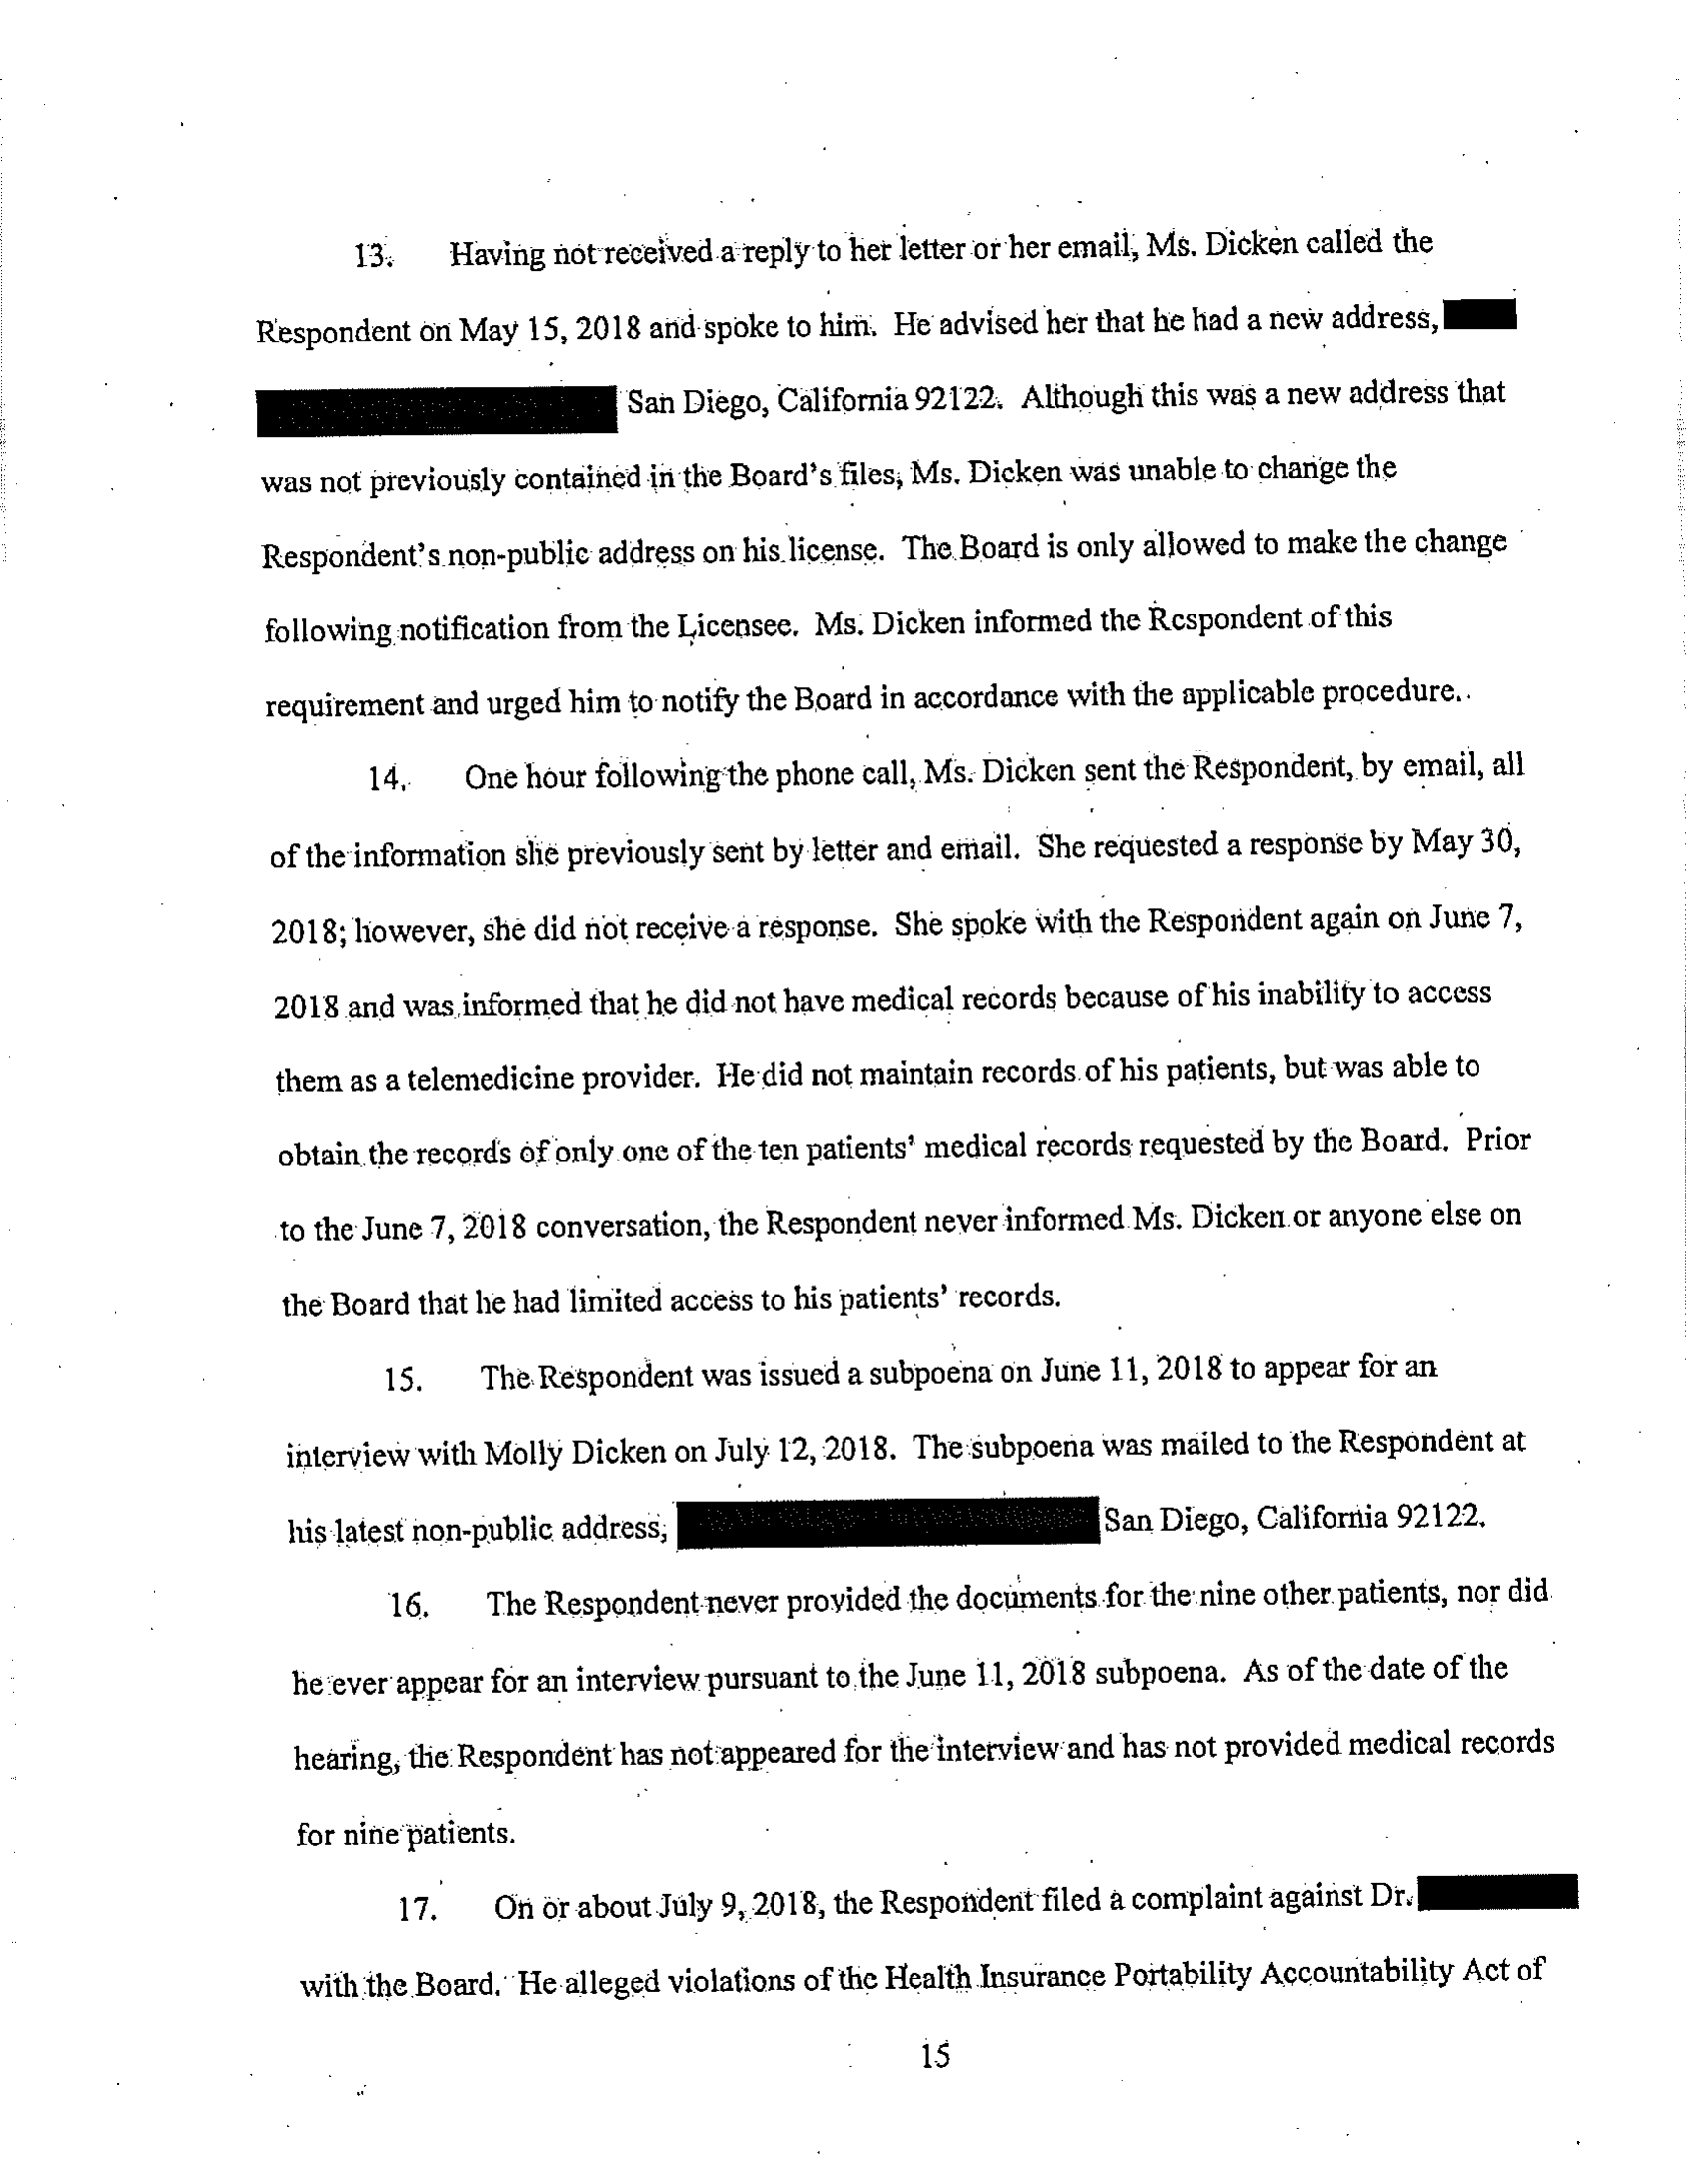 13. Having not received a reply to her letter or her email, Ms. Dicken called the
Respondent on May 15, 2018 and spoke to him. He advised her that he had a new address,
San Diego, California 92122. Although this was a new address that
was not previously contained in the Board's files, Ms. Dicken was unable to change the
Respondent's non-public address on his license. The Board is only allowed to make the change
following notification from the Licensee. Ms. Dicken informed the Respondent of this
requirement and urged him to notify the Board in accordance with the applicable procedure.
14. One hour following the phone call, Ms. Dicken sent the Respondent, by email, all
of the information she previously sent by letter and email. She requested a response by May 30,
2018; however, she did not receive a response. She spoke with the Respondent again on June 7,
2018 and was informed that he did not have medical records because of his inability to access
them as a telemedicine provider. He did not maintain records of his patients, but was able to
obtain the records of only one of the ten patients' medical records requested by the Board. Prior
to the June 7, 2018 conversation, the Respondent never informed Ms. Dicken or anyone else on
the Board that he had limited access to his patients' records.
15. The Respondent was issued a subpoena on June 11, 2018 to appear for an
interview with Molly Dicken on July 12, 2018. The subpoena was mailed to the Respondent at
his latest non-public address, San Diego, California 92122.
16. The Respondent never provided the documents for the nine other patients, nor did
he ever appear for an interview pursuant to the June 11, 2018 subpoena. As of the date of the
hearing, the Respondent has not appeared for the interview and has not provided medical records
for nine patients.
17. On or about July 9, 2018, the Respondent filed a complaint against Dr.
with the Board. He alleged violations of the Health Insurance Portability Accountability Act of
15